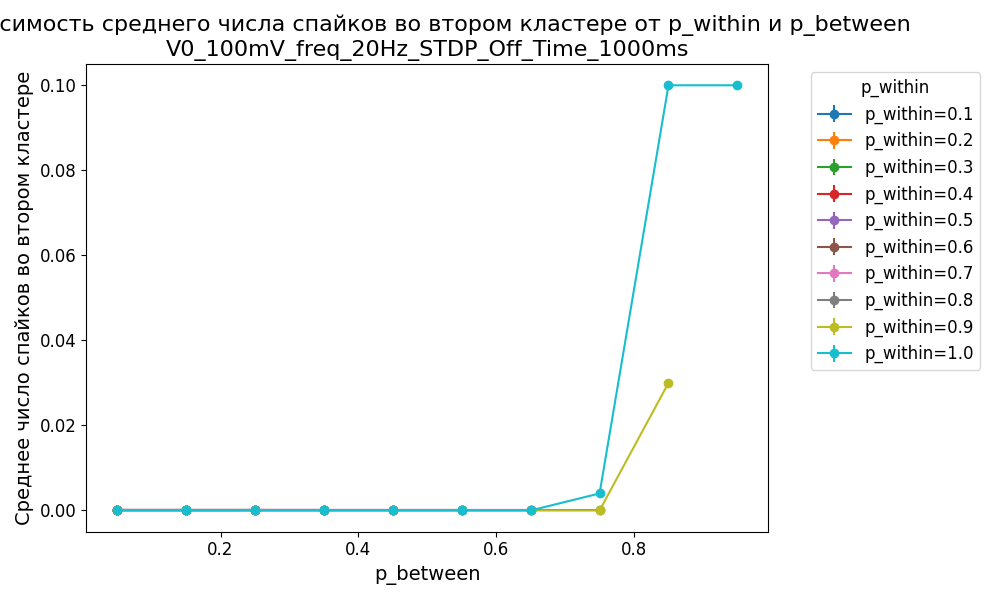 симость среднего числа спайков во втором кластере от p_within и p_between
V0_100mV_freq_20Hz_STDP_Off_Time_1000ms
Среднее число спайков во втором кластере
0.10
0.08
0.06
0.04
0.02
0.00
0.2
0.4
0.6
0.8
p_between
p_within
p_within=0.1
p_within=0.2
p_within=0.3
p_within=0.4
p_within=0.5
p_within=0.6
p_within=0.7
p_within=0.8
p_within=0.9
p_within=1.0